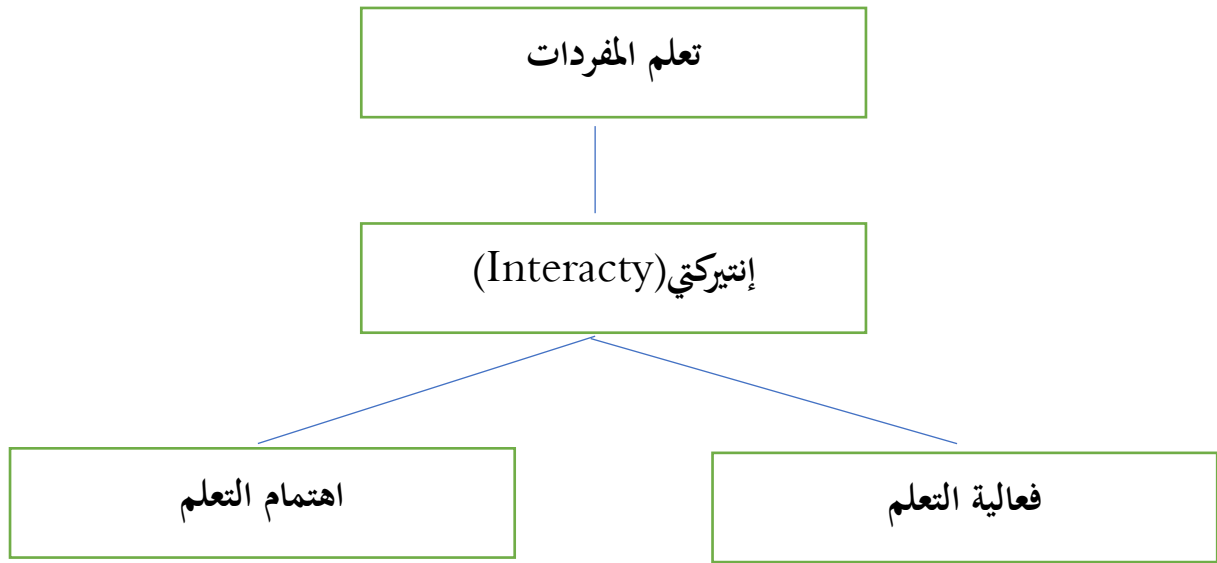 تعلم المفردات
إنتيركتي(Interacty)
فعالية التعلم
اهتمام التعلم